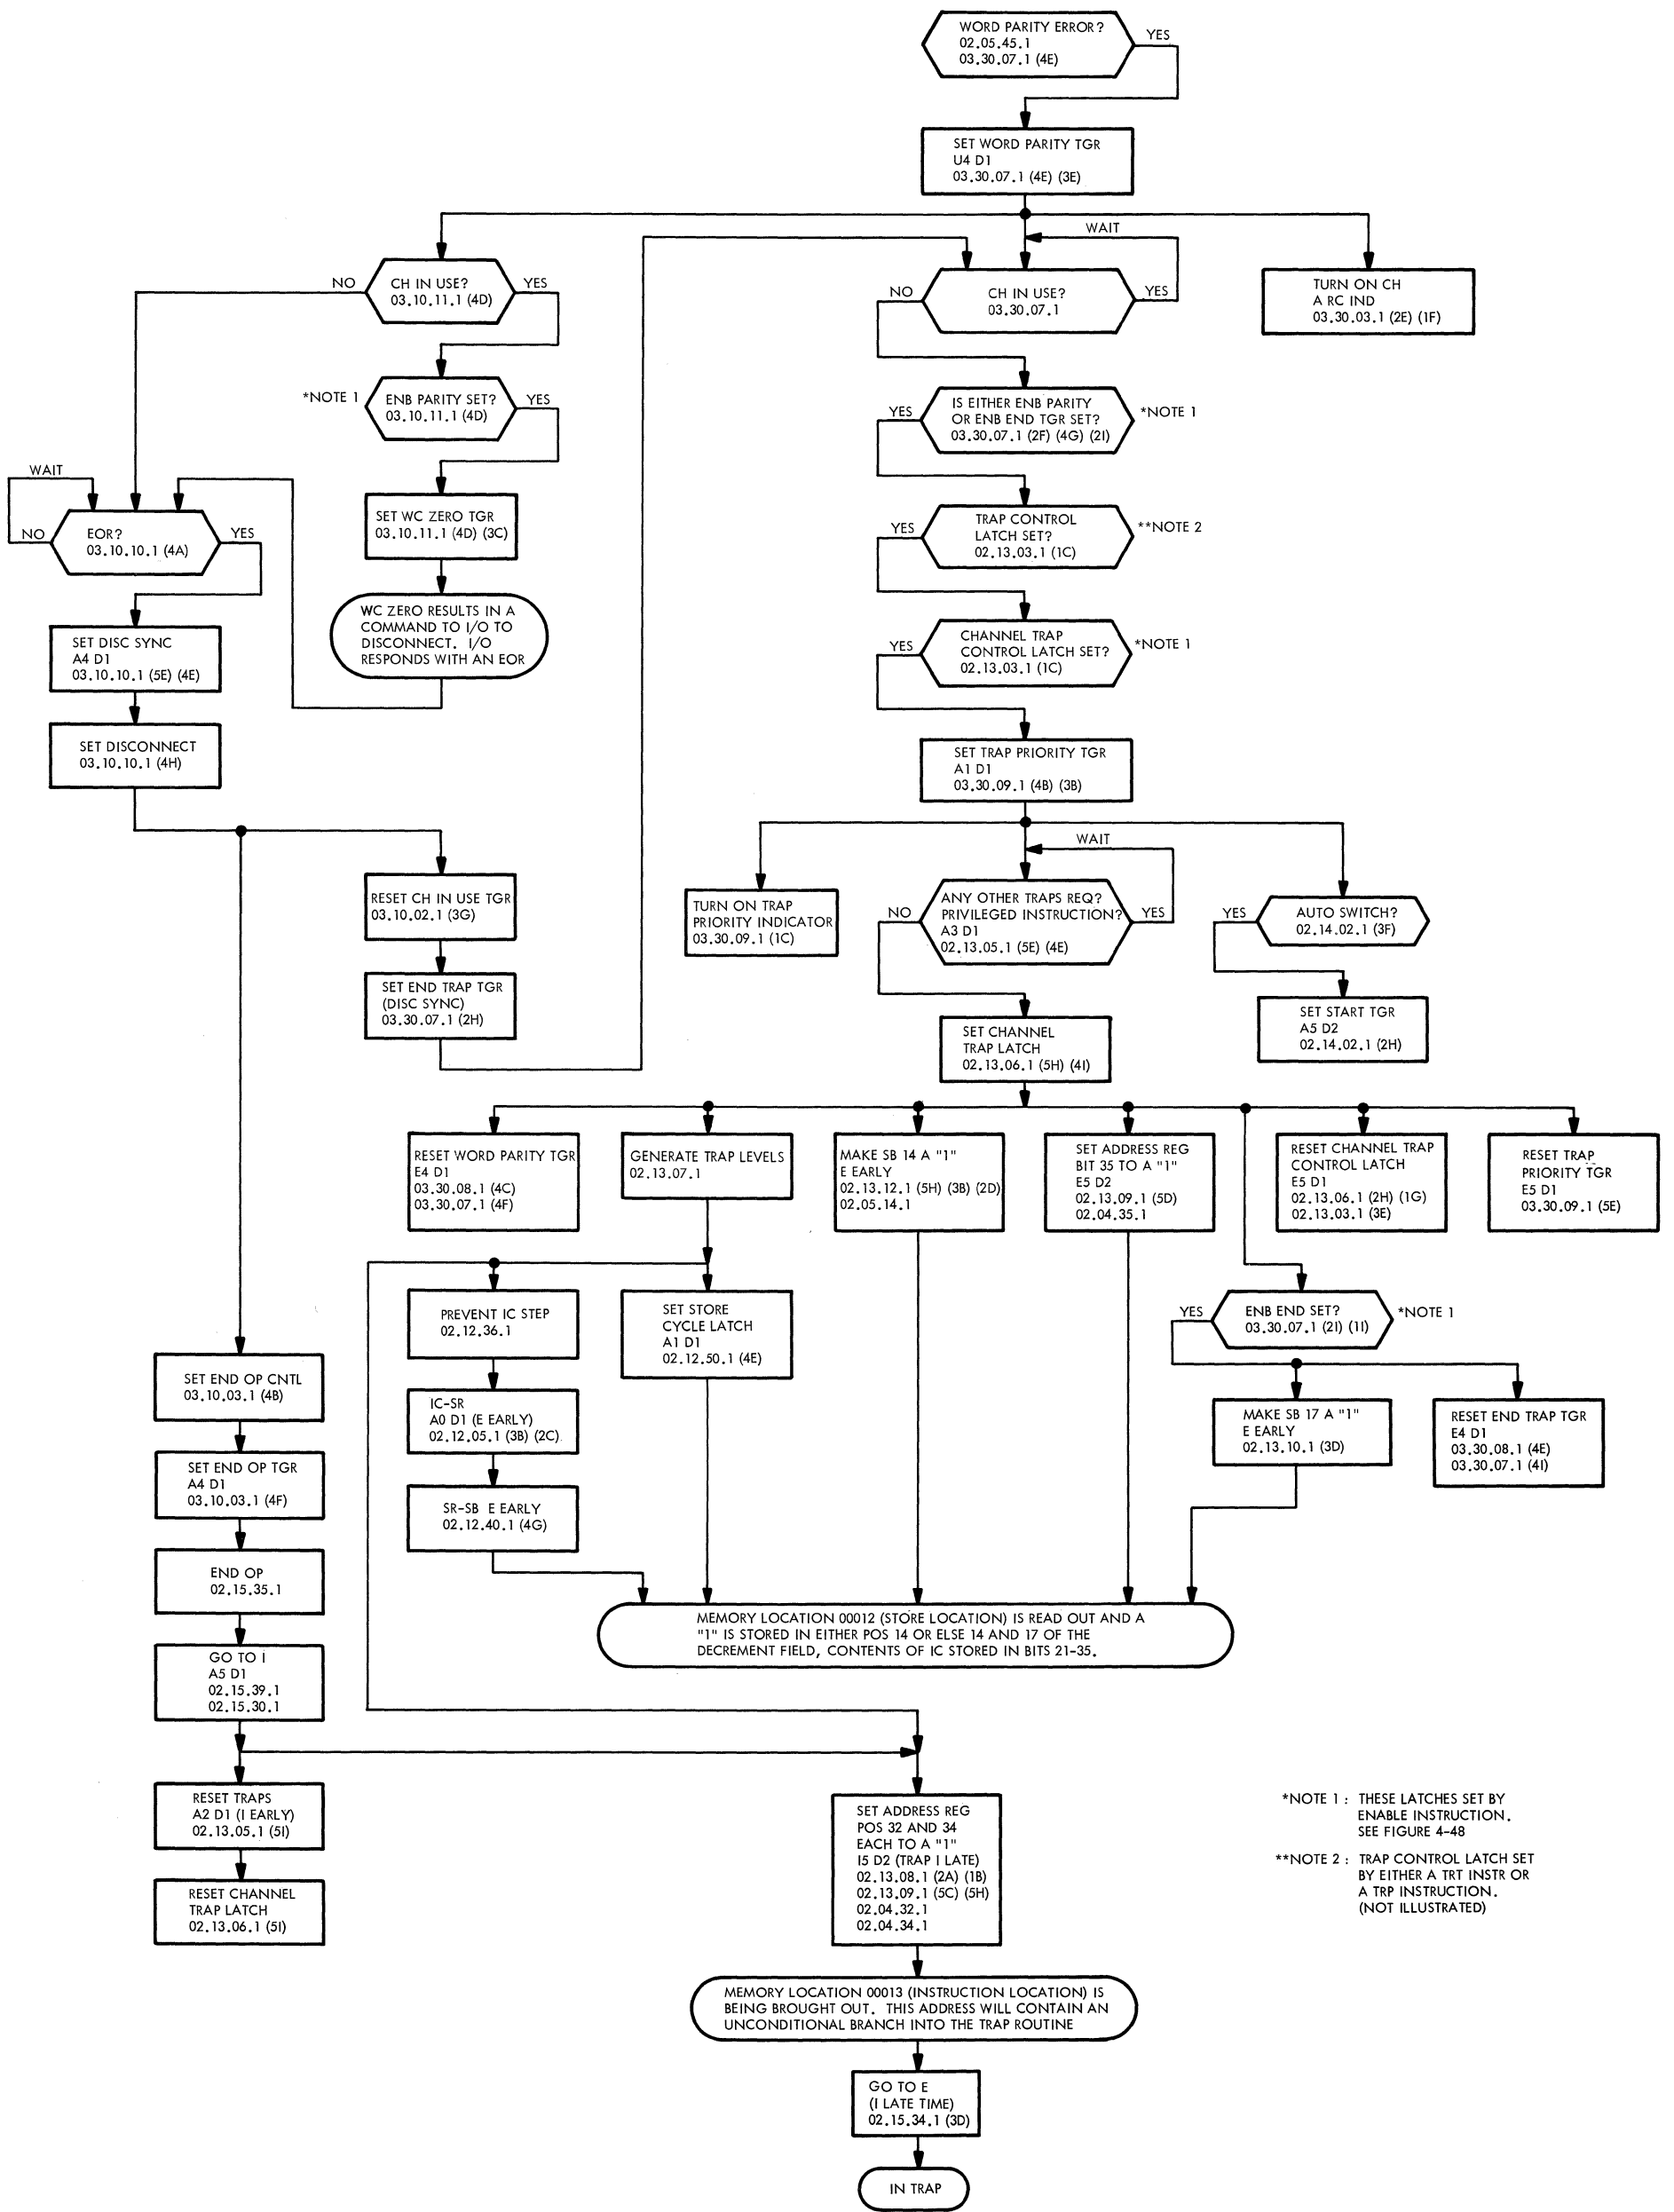 WORD PARITY ERROR?
02.05.45.1
03.30.07.1 (4E)
YES
SET WORD PARITY TGR
U4 D1
03.30.07.1 (4E) (3E)
WAIT
NO
CH IN USE?
03.10.11.1 (4D)
YES
NO
CH IN USE?
03.30.07.1
YES
TURN ON CH
A RC IND
03.30.03.1 (2E) (1F)
*NOTE 1
ENB PARITY SET?
03.10.11.1 (4D)
YES
YES
IS EITHER ENB PARITY
OR ENB END TGR SET?
03.30.07.1 (2F) (4G) (2I)
*NOTE 1
WAIT
NO
EOR?
03.10.10.1 (4A)
YES
SET WC ZERO TGR
03.10.11.1 (4D) (3C)
YES
TRAP CONTROL
LATCH SET?
02.13.03.1 (1C)
**NOTE 2
WC ZERO RESULTS IN A
COMMAND TO I/O TO
DISCONNECT. I/O
RESPONDS WITH AN EOR
SET DISC SYNC
A4 D1
03.10.10.1 (5E) (4E)
YES
CHANNEL TRAP
CONTROL LATCH SET?
02.13.03.1 (1C)
*NOTE 1
SET DISCONNECT
03.10.10.1 (4H)
SET TRAP PRIORITY TGR
A1 D1
03.30.09.1 (4B) (3B)
WAIT
RESET CH IN USE TGR
03.10.02.1 (3G)
TURN ON TRAP
PRIORITY INDICATOR
03.30.09.1 (1C)
NO
ANY OTHER TRAPS REQ?
PRIVILEGED INSTRUCTION?
A3 D1
02.13.05.1 (5E) (4E)
YES
YES
AUTO SWITCH?
02.14.02.1 (3F)
SET END TRAP TGR
(DISC SYNC)
03.30.07.1 (2H)
SET START TGR
A5 D2
02.14.02.1 (2H)
SET CHANNEL
TRAP LATCH
02.13.06.1 (5H) (4I)
RESET WORD PARITY TGR
E4 D1
03.30.08.1 (4C)
03.30.07.1 (4F)
GENERATE TRAP LEVELS
02.13.07.1
MAKE SB 14 A "1"
E EARLY
02.13.12.1 (5H) (3B) (2D)
02.05.14.1
SET ADDRESS REG
BIT 35 TO A "1"
E5 D2
02.13.09.1 (5D)
02.04.35.1
RESET CHANNEL TRAP
CONTROL LATCH
E5 D1
02.13.06.1 (2H) (1G)
02.13.03.1 (3E)
RESET TRAP
PRIORITY TGR
E5 D1
03.30.09.1 (5E)
PREVENT IC STEP
02.12.36.1
SET STORE
CYCLE LATCH
A1 D1
02.12.50.1 (4E)
YES
ENB END SET?
03.30.07.1 (2I) (1I)
*NOTE 1
SET END OP CNTL
03.10.03.1 (4B)
IC-SR
A0 D1 (E EARLY)
02.12.05.1 (3B) (2C)
MAKE SB 17 A "1"
E EARLY
02.13.10.1 (3D)
RESET END TRAP TGR
E4 D1
03.30.08.1 (4E)
03.30.07.1 (4I)
SET END OP TGR
A4 D1
03.10.03.1 (4F)
SR-SB E EARLY
02.12.40.1 (4G)
END OP
02.15.35.1
MEMORY LOCATION 00012 (STORE LOCATION) IS READ OUT AND A
"1" IS STORED IN EITHER POS 14 OR ELSE 14 AND 17 OF THE
DECREMENT FIELD, CONTENTS OF IC STORED IN BITS 21-35.
GO TO I
A5 D1
02.15.39.1
02.15.30.1
RESET TRAPS
A2 D1 (I EARLY)
02.13.05.1 (5I)
SET ADDRESS REG
POS 32 AND 34
EACH TO A "1"
I5 D2 (TRAP I LATE)
02.13.08.1 (2A) (1B)
02.13.09.1 (5C) (5H)
02.04.32.1
02.04.34.1
RESET CHANNEL
TRAP LATCH
02.13.06.1 (5I)
*NOTE 1 : THESE LATCHES SET BY
ENABLE INSTRUCTION.
SEE FIGURE 4-48
**NOTE 2 : TRAP CONTROL LATCH SET
BY EITHER A TRT INSTR OR
A TRP INSTRUCTION.
(NOT ILLUSTRATED)
MEMORY LOCATION 00013 (INSTRUCTION LOCATION) IS
BEING BROUGHT OUT. THIS ADDRESS WILL CONTAIN AN
UNCONDITIONAL BRANCH INTO THE TRAP ROUTINE
GO TO E
(I LATE TIME)
02.15.34.1 (3D)
IN TRAP